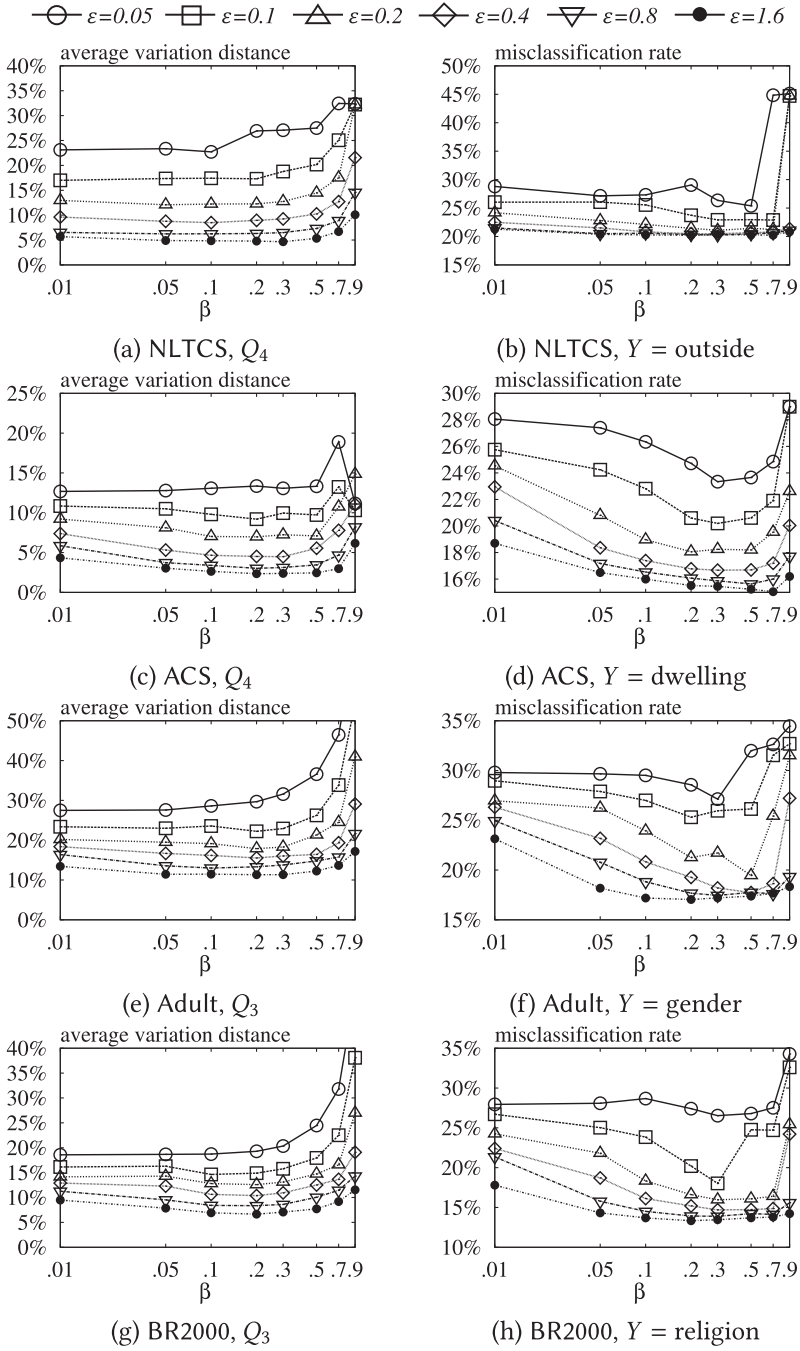 ε=0.05 ε=0.1 ε=0.2 ε=0.4 ε=0.8 ε=1.6
average variation distance
40%
35%
30%
25%
20%
15%
10%
5%
0%
.01 .05 .1 .2 .3 .5 .7 .9
β
(a) NLTCS, Q4
misclassification rate
50%
45%
40%
35%
30%
25%
20%
15%
.01 .05 .1 .2 .3 .5 .7 .9
β
(b) NLTCS, Y = outside
average variation distance
25%
20%
15%
10%
5%
0%
.01 .05 .1 .2 .3 .5 .7 .9
β
(c) ACS, Q4
misclassification rate
30%
28%
26%
24%
22%
20%
18%
16%
.01 .05 .1 .2 .3 .5 .7 .9
β
(d) ACS, Y = dwelling
average variation distance
50%
40%
30%
20%
10%
0%
.01 .05 .1 .2 .3 .5 .7 .9
β
(e) Adult, Q3
misclassification rate
35%
30%
25%
20%
15%
.01 .05 .1 .2 .3 .5 .7 .9
β
(f) Adult, Y = gender
average variation distance
40%
35%
30%
25%
20%
15%
10%
5%
0%
.01 .05 .1 .2 .3 .5 .7 .9
β
(g) BR2000, Q3
misclassification rate
35%
30%
25%
20%
15%
10%
.01 .05 .1 .2 .3 .5 .7 .9
β
(h) BR2000, Y = religion